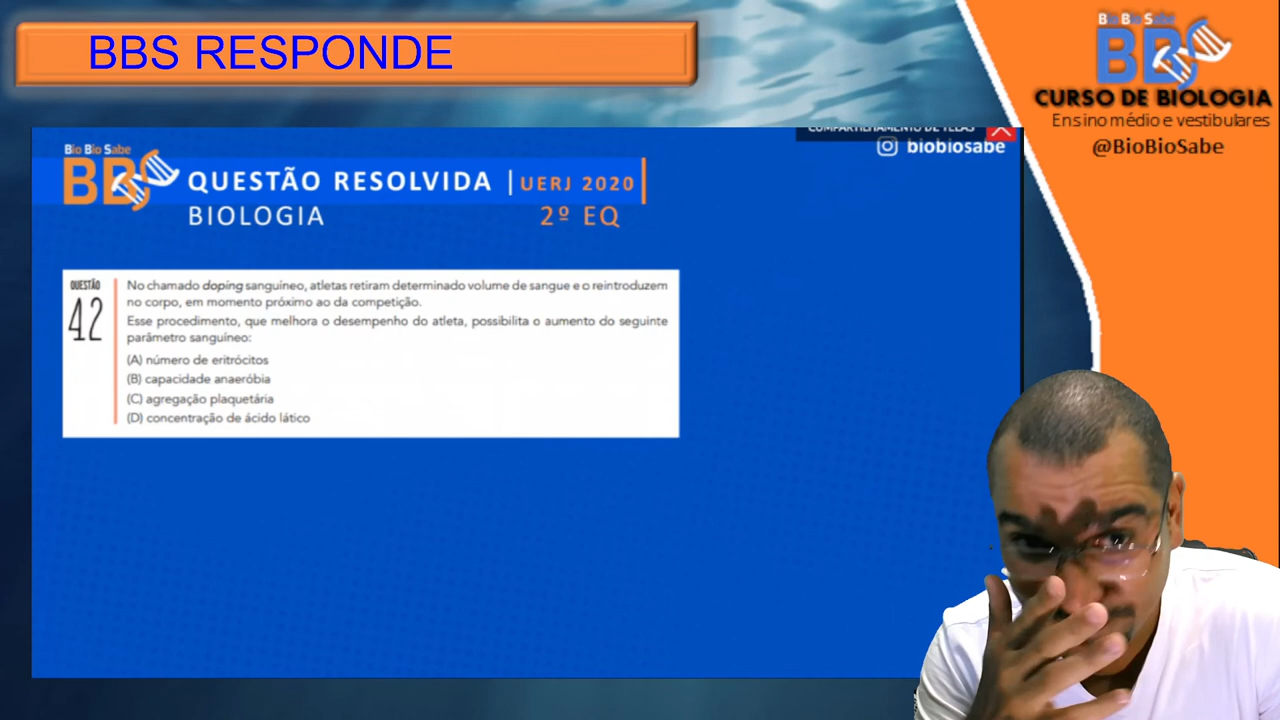 BBS RESPONDE
Bio Bio Sabe
BBS
CURSO DE BIOLOGIA
Ensino médio e vestibulares
@BioBioSabe
COMPARTILHAMENTO DE TELAS
biobiosabe
Bio Bio Sabe
BBS
QUESTÃO RESOLVIDA | UERJ 2020 |
BIOLOGIA 2º EQ
QUESTÃO
42
No chamado doping sanguíneo, atletas retiram determinado volume de sangue e o reintroduzem
no corpo, em momento próximo ao da competição.
Esse procedimento, que melhora o desempenho do atleta, possibilita o aumento do seguinte
parâmetro sanguíneo:
(A) número de eritrócitos
(B) capacidade anaeróbia
(C) agregação plaquetária
(D) concentração de ácido lático